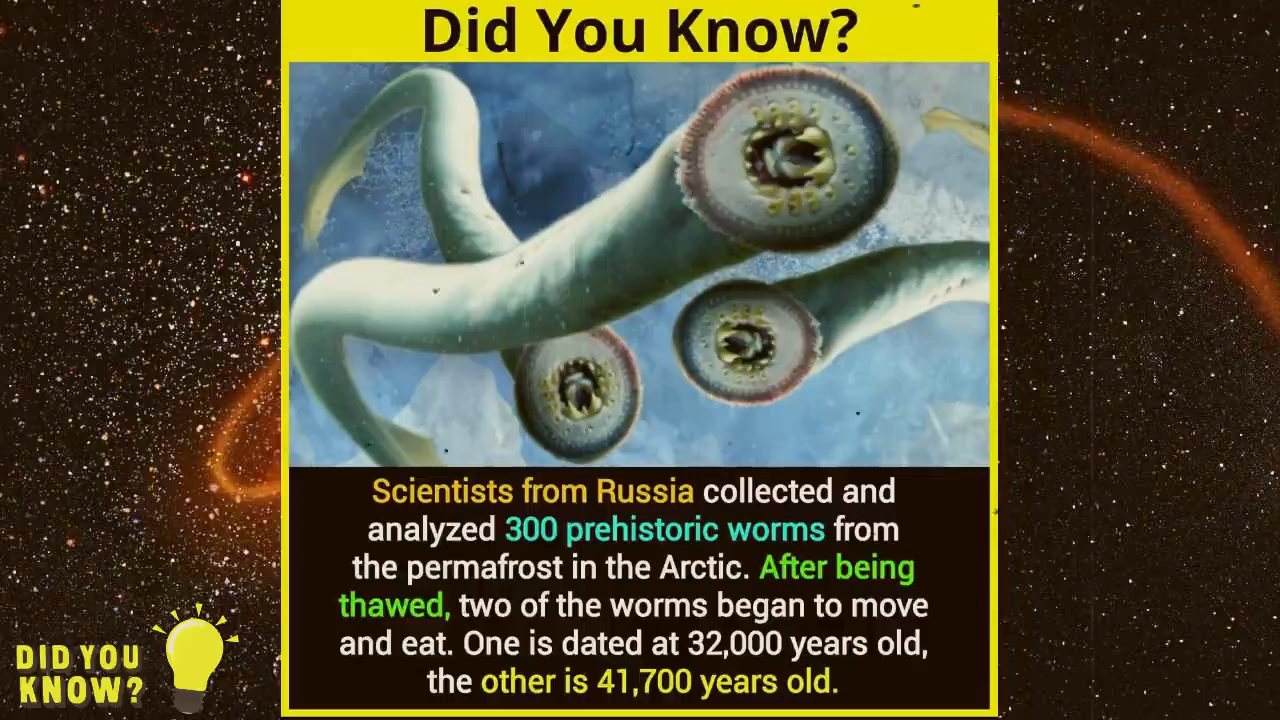 Did You Know?
Scientists from Russia collected and
analyzed 300 prehistoric worms from
the permafrost in the Arctic. After being
thawed, two of the worms began to move
and eat. One is dated at 32,000 years old,
the other is 41,700 years old.
DID YOU
KNOW?